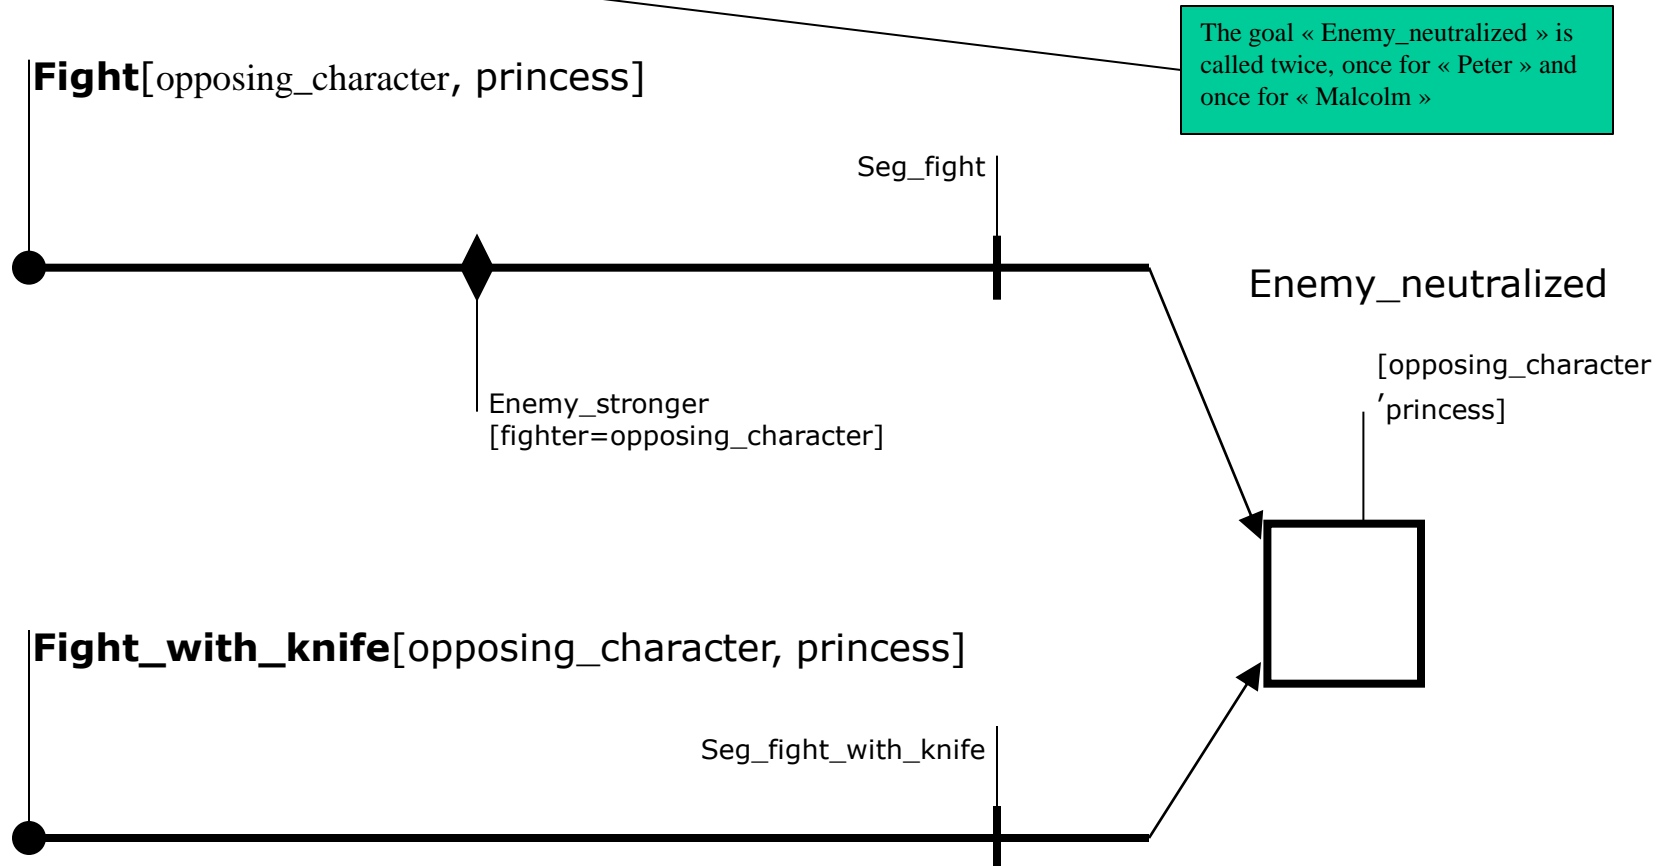 The goal « Enemy_neutralized » is
called twice, once for « Peter » and
once for « Malcolm »
Fight[opposing_character, princess]
Seg_fight
Enemy_neutralized
[opposing_character
,princess]
Enemy_stronger
[fighter=opposing_character]
Fight_with_knife[opposing_character, princess]
Seg_fight_with_knife